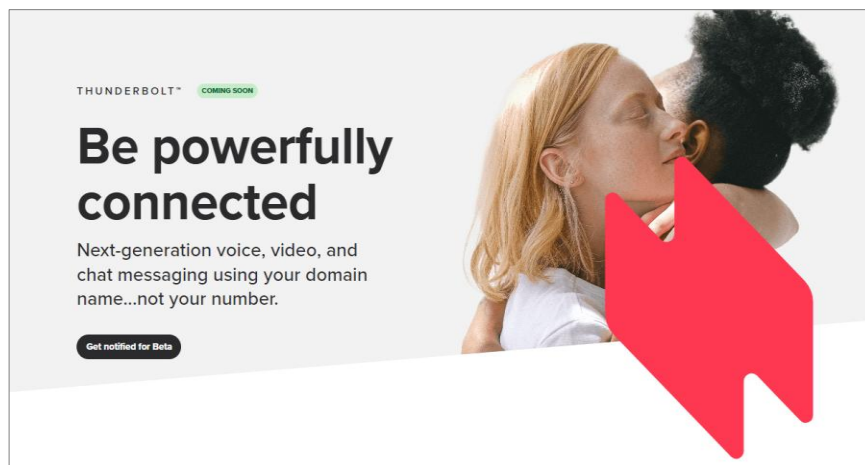 THUNDERBOLT™ COMING SOON
Be powerfully
connected
Next-generation voice, video, and
chat messaging using your domain
name...not your number.
Get notified for Beta